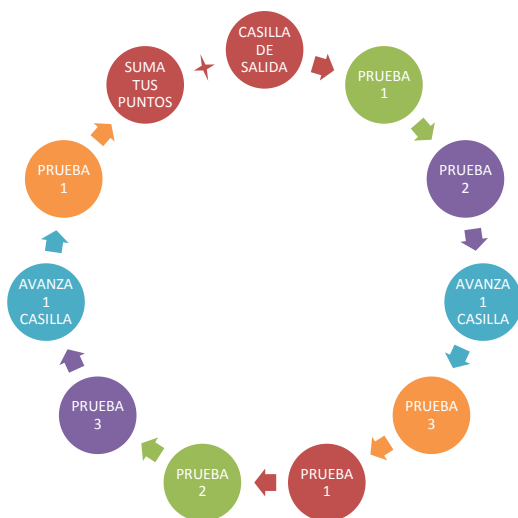 CASILLA
DE
SALIDA
PRUEBA
1
PRUEBA
2
AVANZA
1
CASILLA
PRUEBA
3
PRUEBA
1
PRUEBA
2
PRUEBA
3
AVANZA
1
CASILLA
PRUEBA
1
SUMA
TUS
PUNTOS